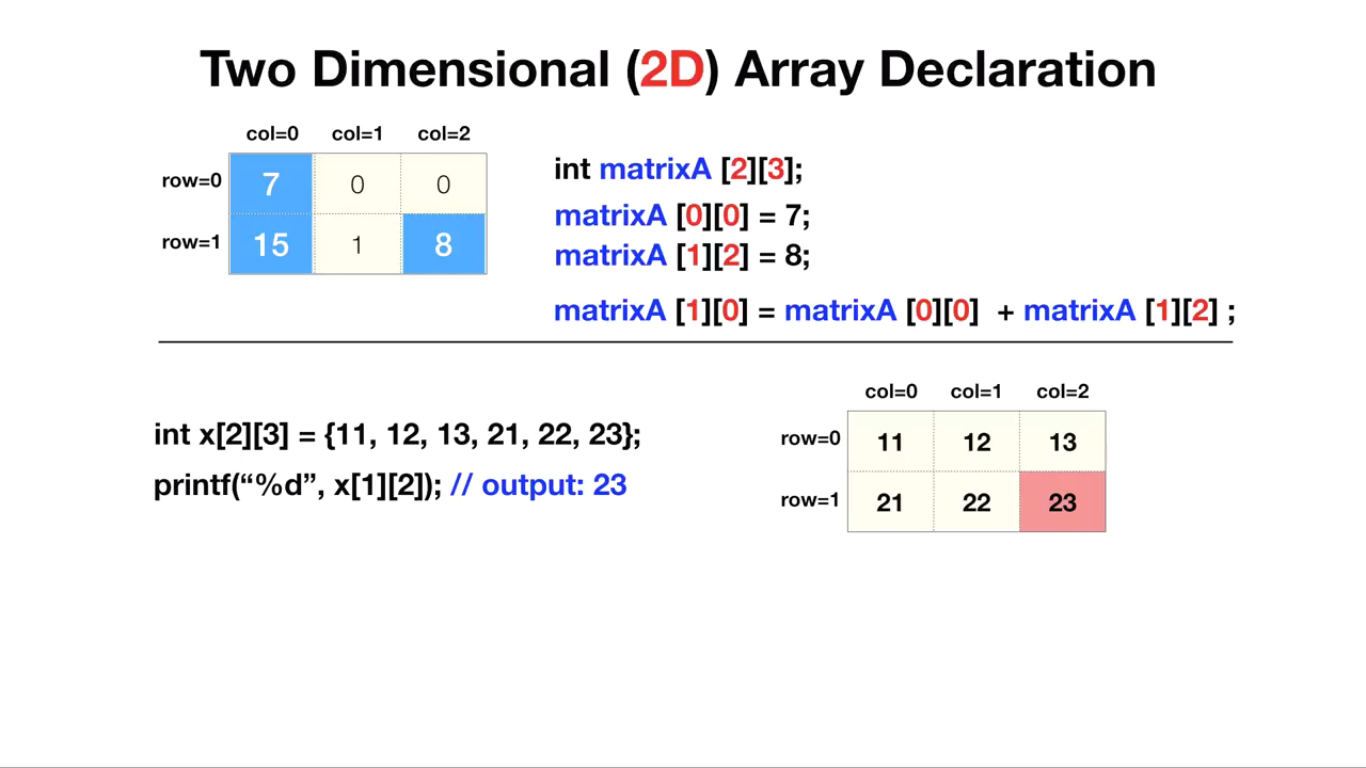 Two Dimensional (2D) Array Declaration
col=0 col=1 col=2
row=0 7 0 0
row=1 15 1 8
int matrixA [2][3];
matrixA [0][0] = 7;
matrixA [1][2] = 8;
matrixA [1][0] = matrixA [0][0] + matrixA [1][2] ;
int x[2][3] = {11, 12, 13, 21, 22, 23};
printf(“%d”, x[1][2]); // output: 23
col=0 col=1 col=2
row=0 11 12 13
row=1 21 22 23